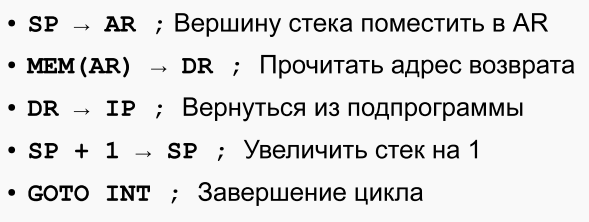 • SP → AR ; Вершину стека поместить в AR
• MEM(AR) → DR ; Прочитать адрес возврата
• DR → IP ; Вернуться из подпрограммы
• SP + 1 → SP ; Увеличить стек на 1
• GOTO INT ; Завершение цикла